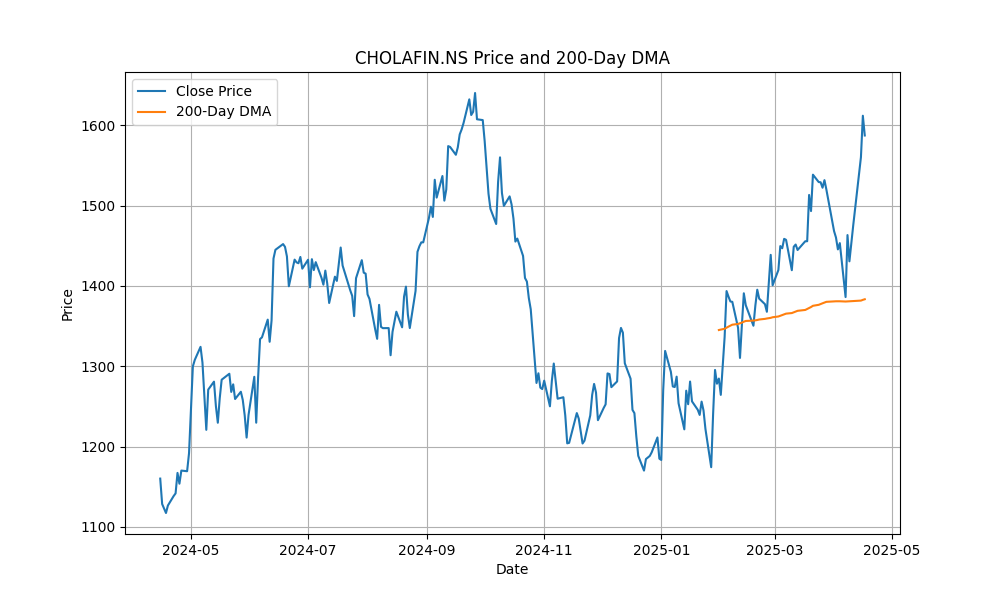 CHOLAFIN.NS Price and 200-Day DMA
Close Price
200-Day DMA
1600
1500
1400
1300
1200
1100
Price
2024-05
2024-07
2024-09
2024-11
2025-01
2025-03
2025-05
Date